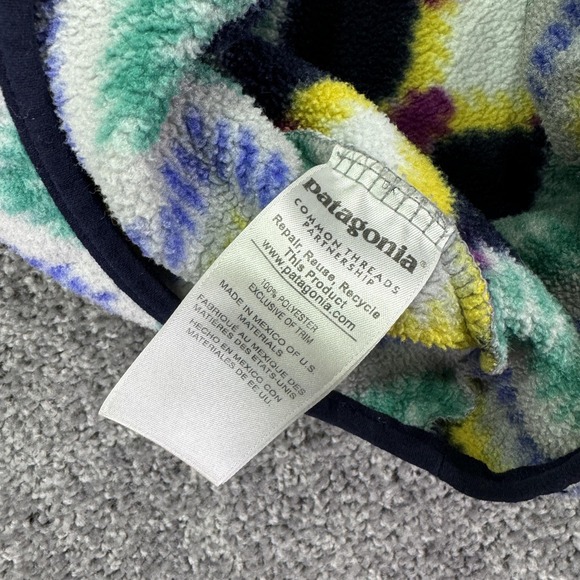 patagonia®
COMMON THREADS
PARTNERSHIP
Repair, Reuse, Recycle
This Product
www.patagonia.com
100% POLYESTER
EXCLUSIVE OF TRIM
MADE IN MEXICO OF U.S.
MATERIALS
FABRIQUÉ AU MEXIQUE DES
MATIÈRES DES ETATS-UNIS
HECHO EN MEXICO CON
MATERIALES DE EE UU.